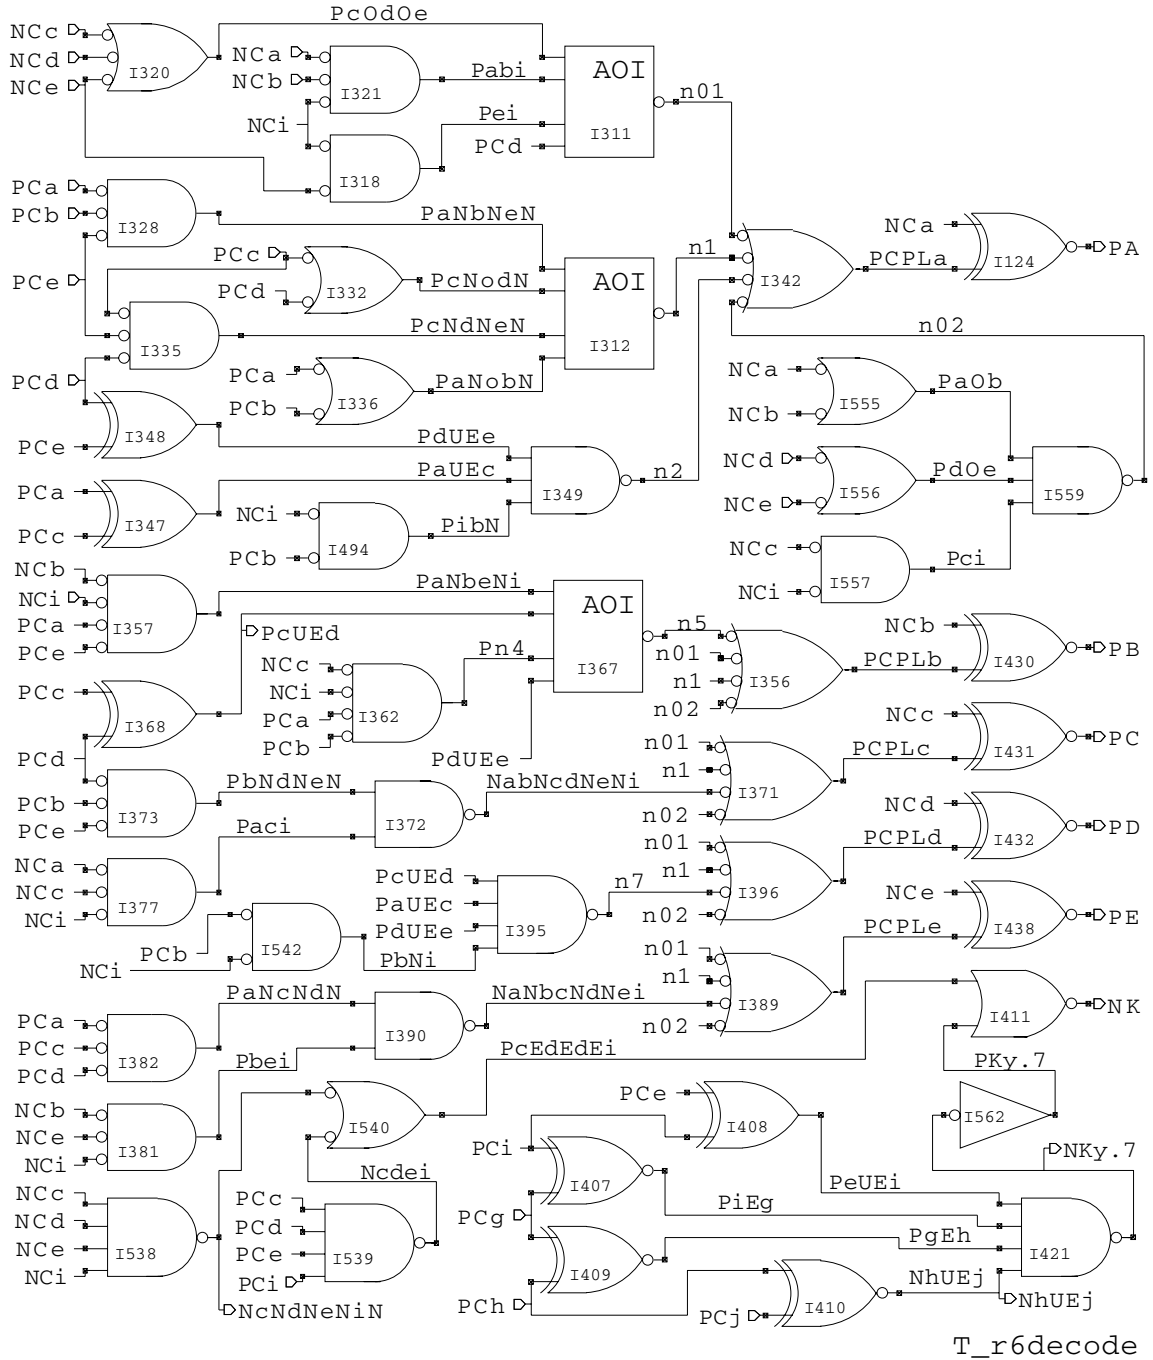 PcOdOe
NCc
NCd
NCe
I320
NCa
NCb
I321
Pabi
AOI
I311
n01
NCi
Pei
PCd
I318
PCa
PCb
I328
PaNbNeN
PCe
PCc
PCd
I332
PcNodN
AOI
I312
n1
I342
PCPLa
NCa
I124
PA
n02
I335
PcNdNeN
PCd
PCa
PCb
I336
PaNobN
NCa
NCb
I555
PaOb
I348
PCe
PdUEe
PaUEc
I349
n2
NCd
NCe
I556
PdOe
I559
PCa
PCc
I347
NCi
PCb
I494
PibN
NCc
NCi
I557
Pci
NCb
NCi
PCa
PCe
I357
PaNbeNi
AOI
I367
n5
PcUEd
NCc
NCi
PCa
PCb
I362
Pn4
PdUEe
n01
n1
n02
I356
PCPLb
NCb
I430
PB
PCc
PCd
I368
n01
n1
n02
I371
PCPLc
NCc
I431
PC
PCb
PCe
I373
PbNdNeN
I372
NabNcdNeNi
NCa
NCc
NCi
I377
Paci
n01
n1
n7
n02
I396
PCPLd
NCd
I432
PD
PcUEd
PaUEc
PdUEe
I395
PCb
NCi
I542
PbNi
n01
n1
n02
I389
PCPLe
NCe
I438
PE
PCa
PCc
PCd
I382
PaNcNdN
I390
NaNbcNdNei
PcEdEdEi
I411
NK
NCb
NCe
NCi
I381
Pbei
I540
Ncdei
PKy.7
I562
NKy.7
NCc
NCd
NCe
NCi
I538
PCc
PCd
PCe
PCi
I539
NcNdNeNiN
PCe
I408
PCi
I407
PCg
PiEg
PeUEi
I409
PgEh
I421
PCh
PCj
I410
NhUEj
NhUEj
T_r6decode